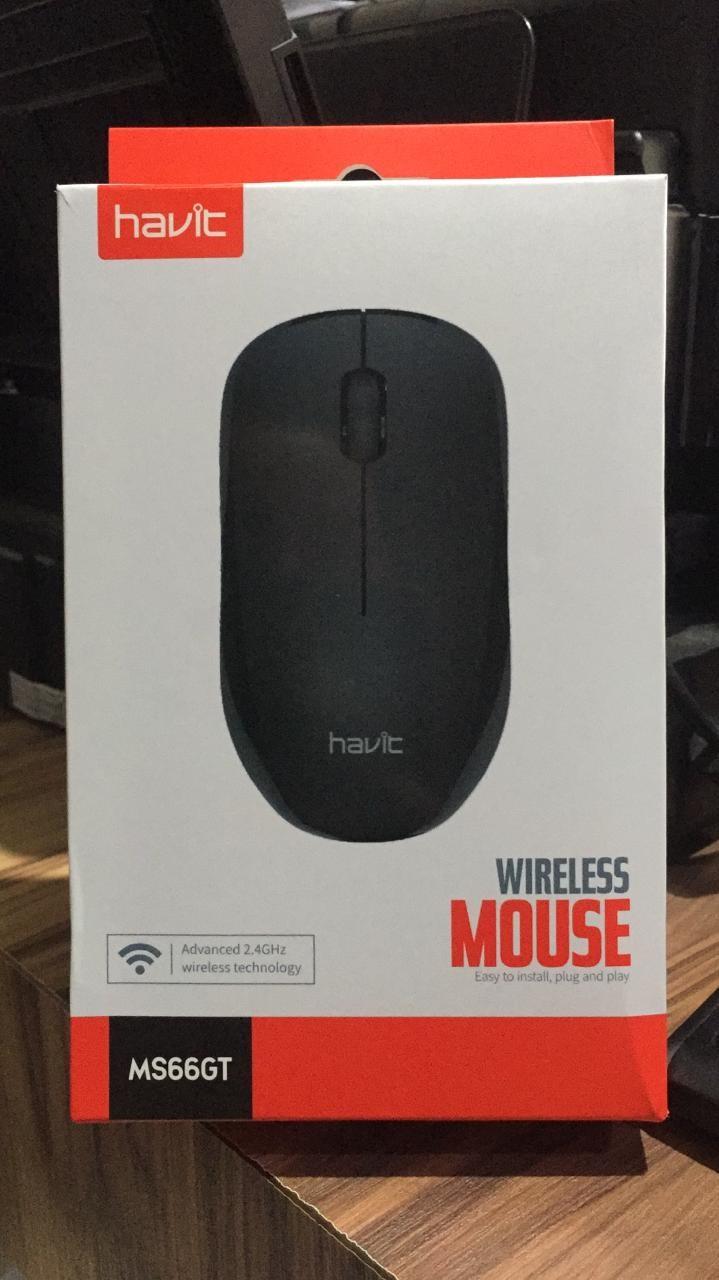 havit
havit
WIRELESS
MOUSE
Easy to install, plug and play
Advanced 2.4GHz
wireless technology
MS66GT